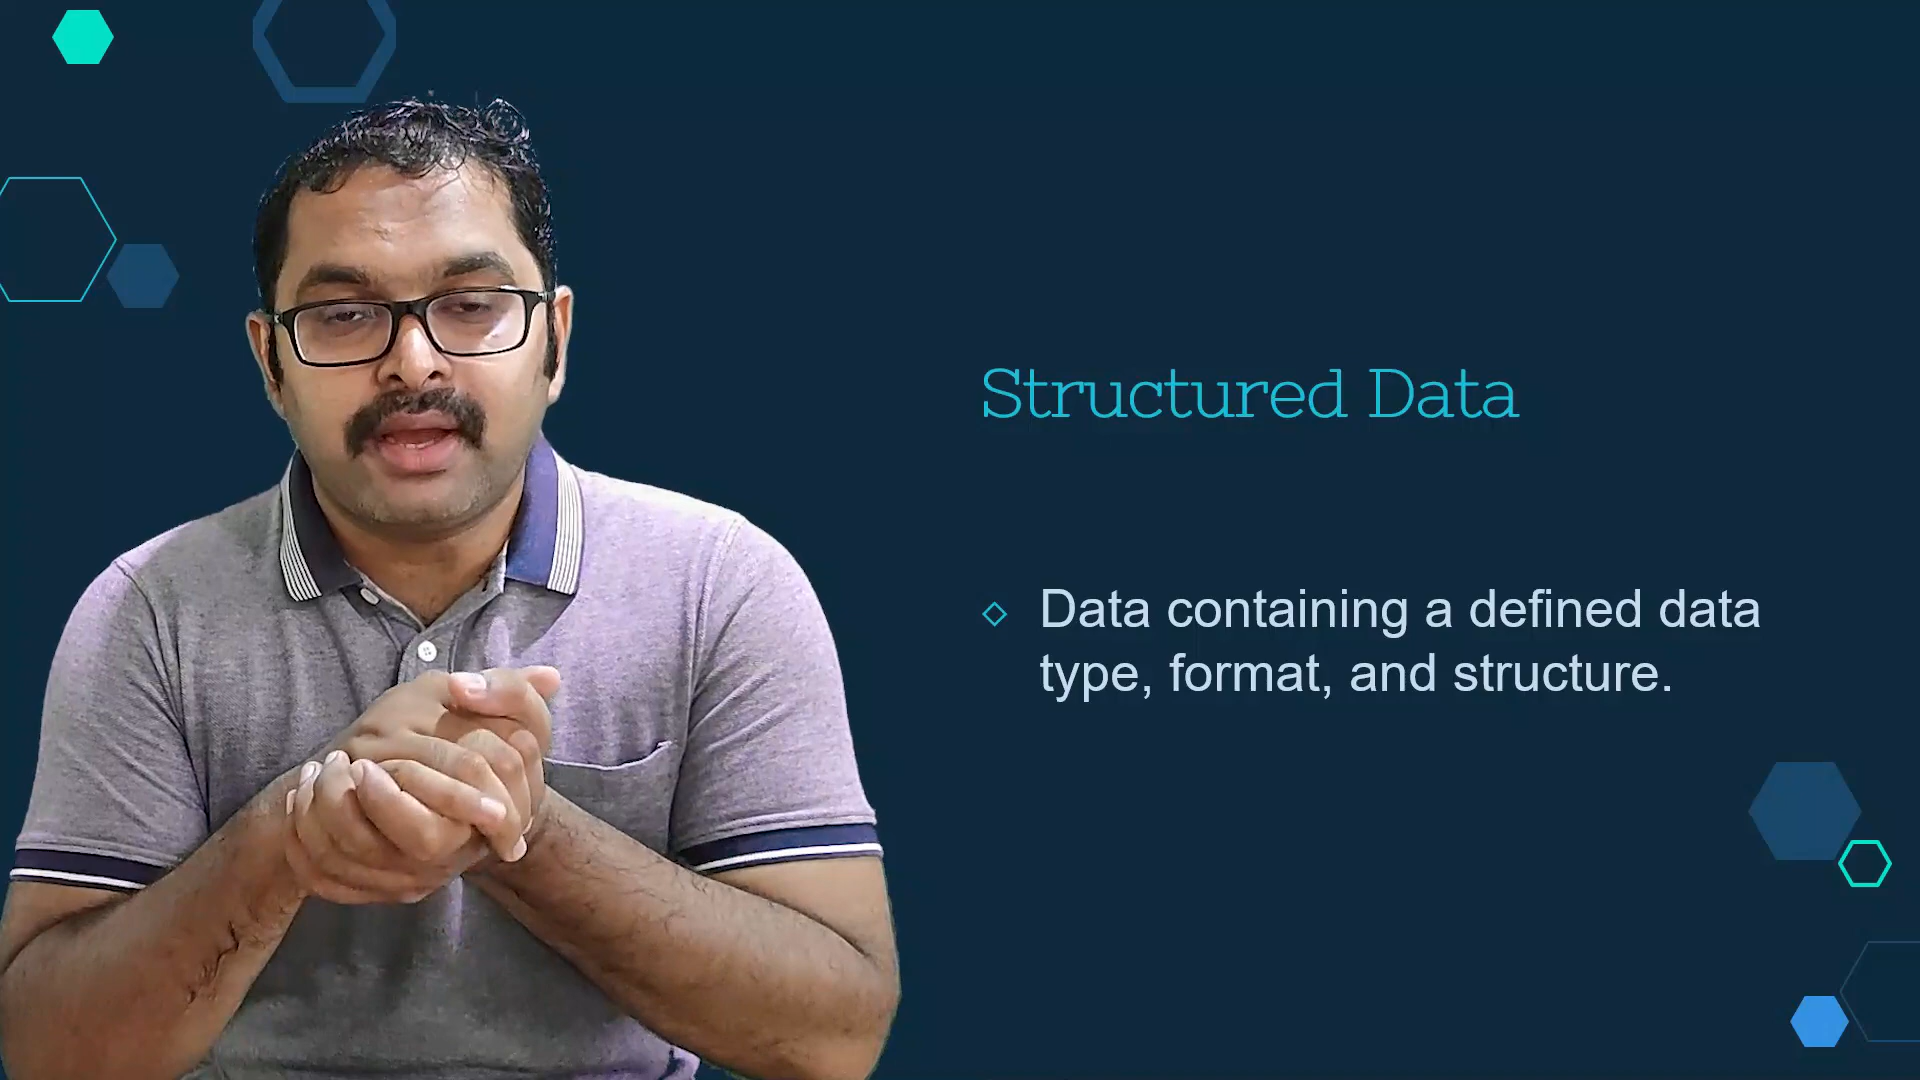 Structured Data
Data containing a defined data
type, format, and structure.